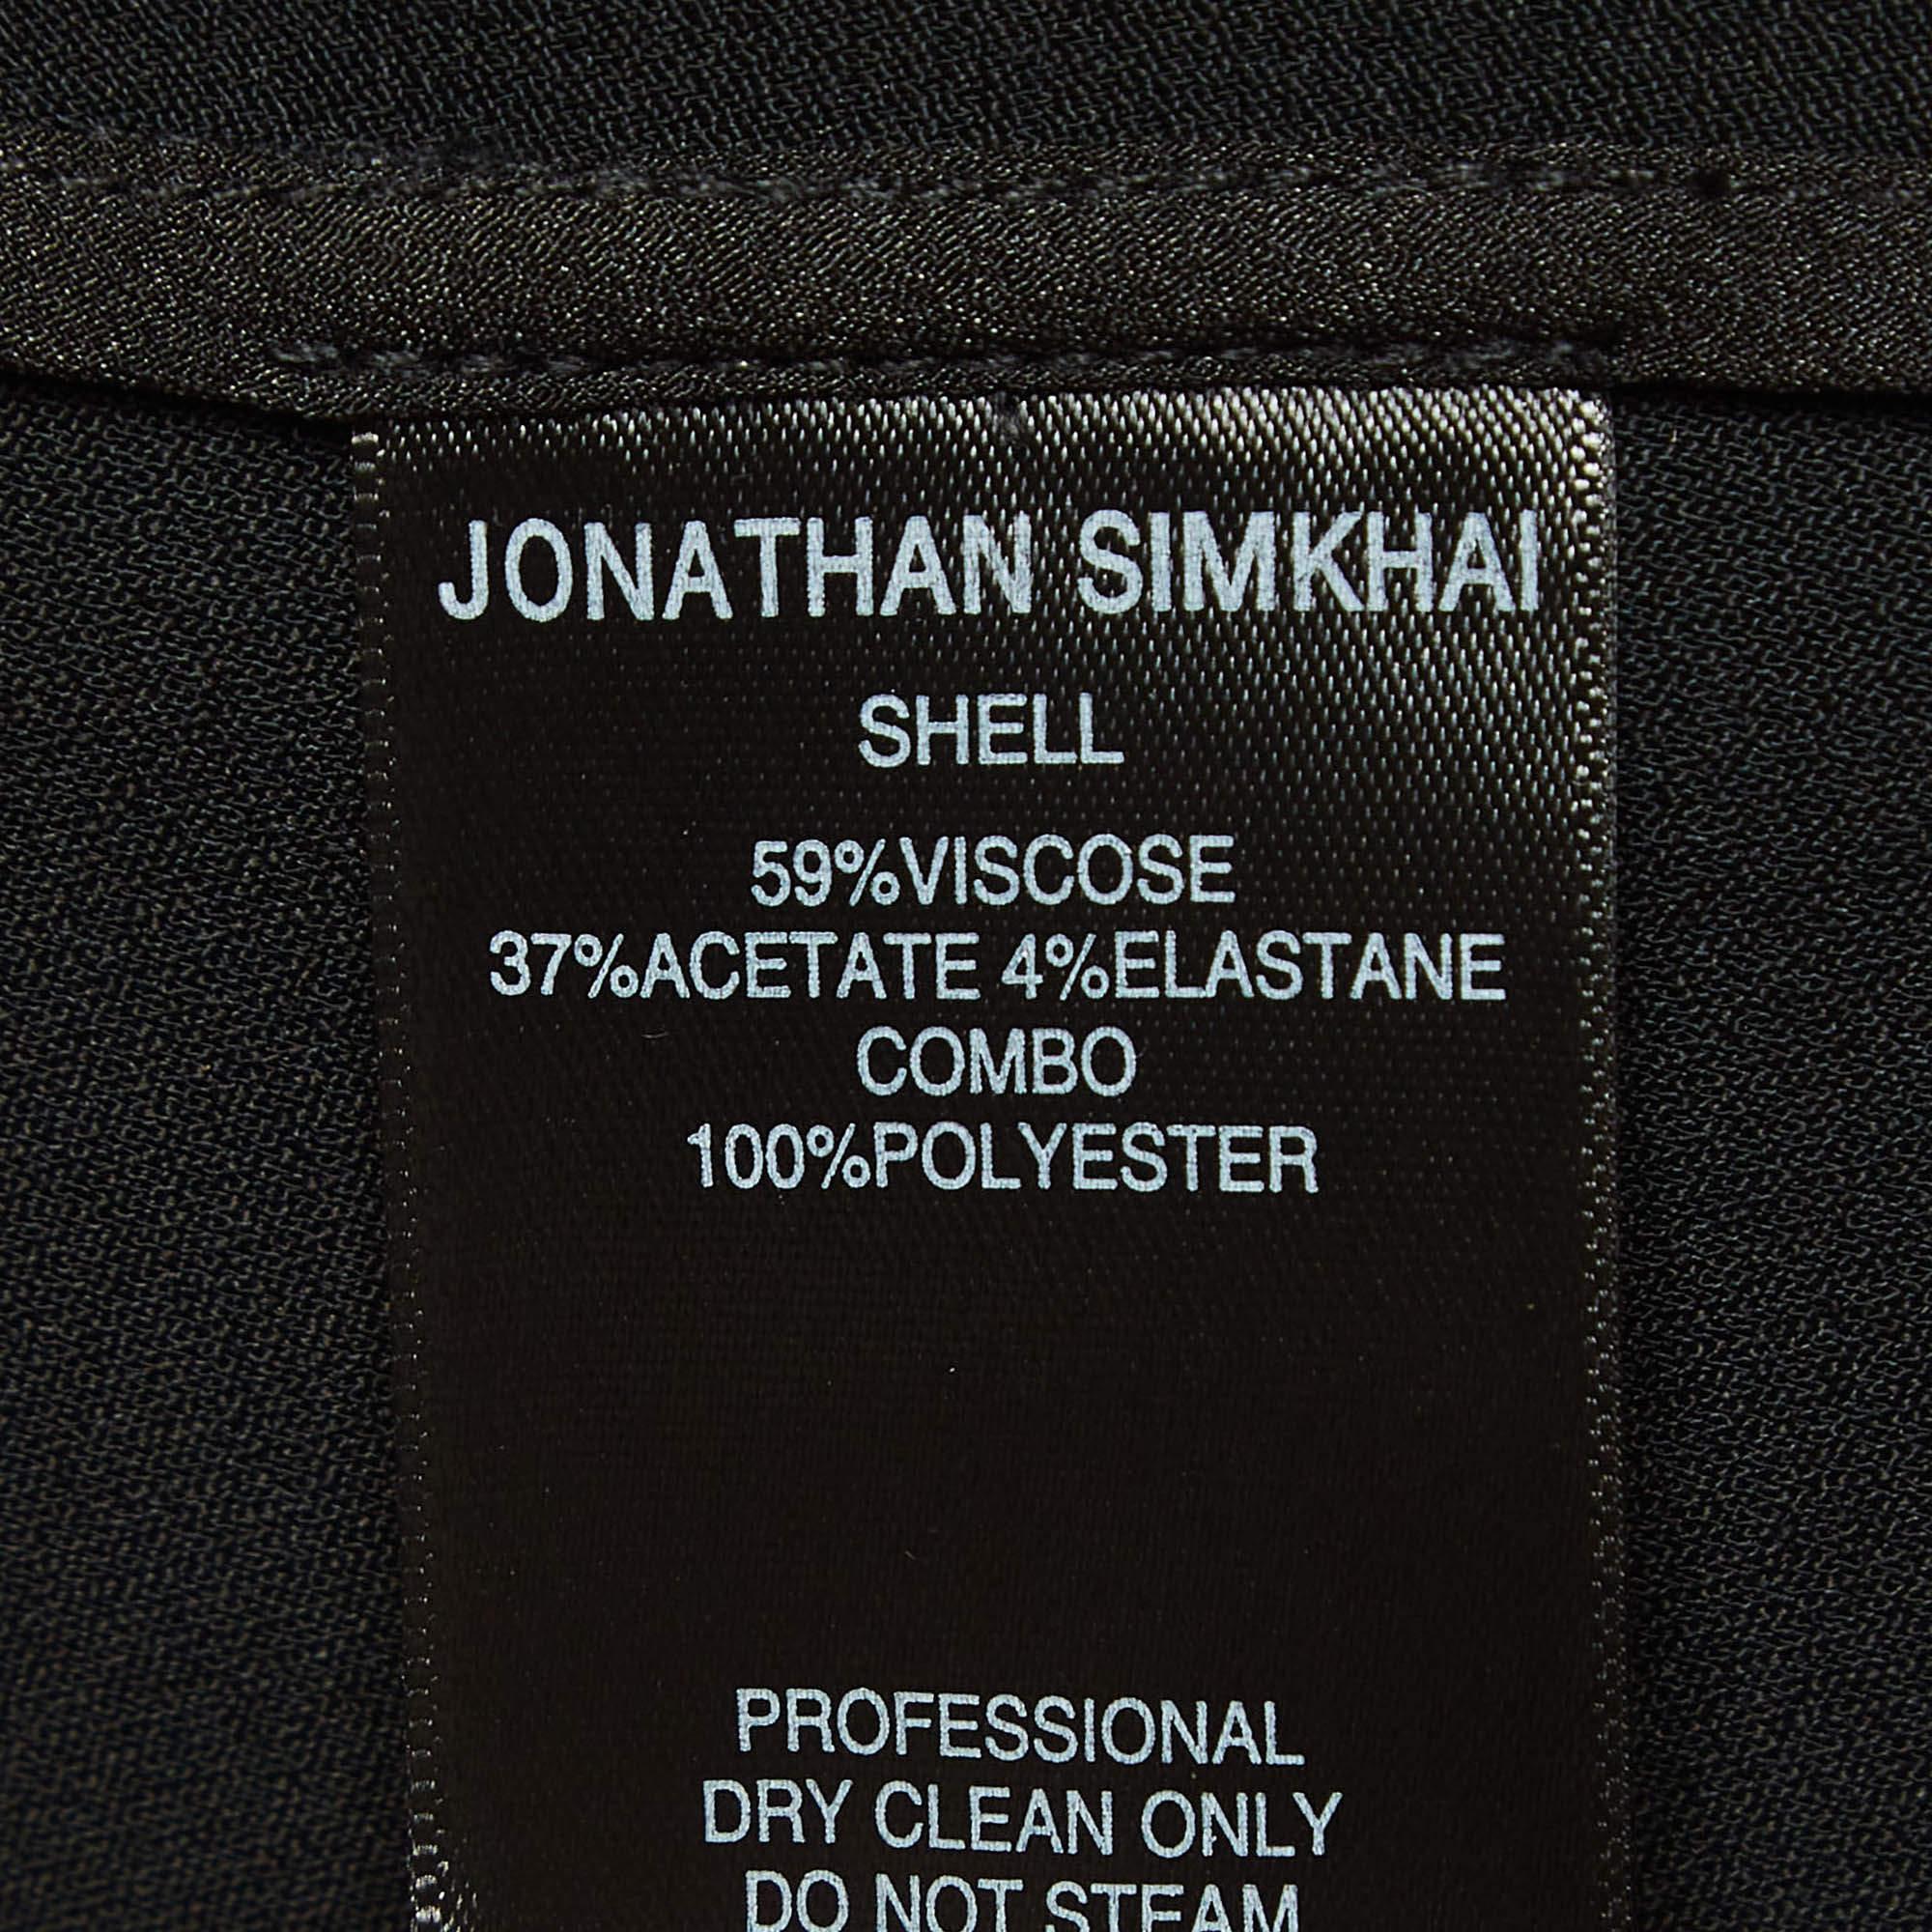 JONATHAN SIMKHAI
SHELL
59%VISCOSE
37%ACETATE 4%ELASTANE
COMBO
100%POLYESTER
PROFESSIONAL
DRY CLEAN ONLY
DO NOT STEAM